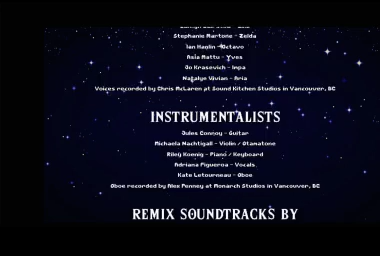 Stephanie Martone - Zelda
Ian Hanlin - Octavo
Asia Mattu - Yves
Jo Krasevich - Impa
Natalye Vivian - Aria
Voices recorded by Chris McLaren at Sound Kitchen Studios in Vancouver, BC
INSTRUMENTALISTS
Jules Conroy - Guitar
Michaela Nachtigall - Violin / Otamatone
Riley Koenig - Piano / Keyboard
Adriana Figueroa - Vocals
Kate Letourneau - Oboe
Oboe recorded by Alex Penney at Monarch Studios in Vancouver, BC
REMIX SOUNDTRACKS BY